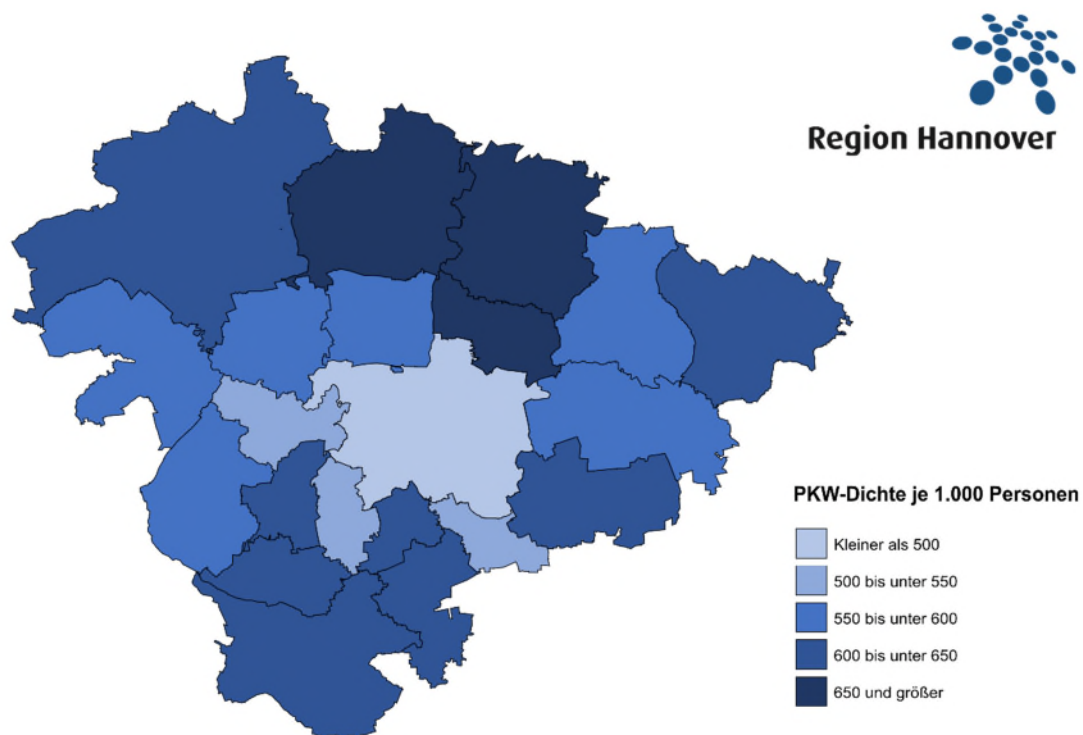 Region Hannover
PKW-Dichte je 1.000 Personen
Kleiner als 500
500 bis unter 550
550 bis unter 600
600 bis unter 650
650 und größer